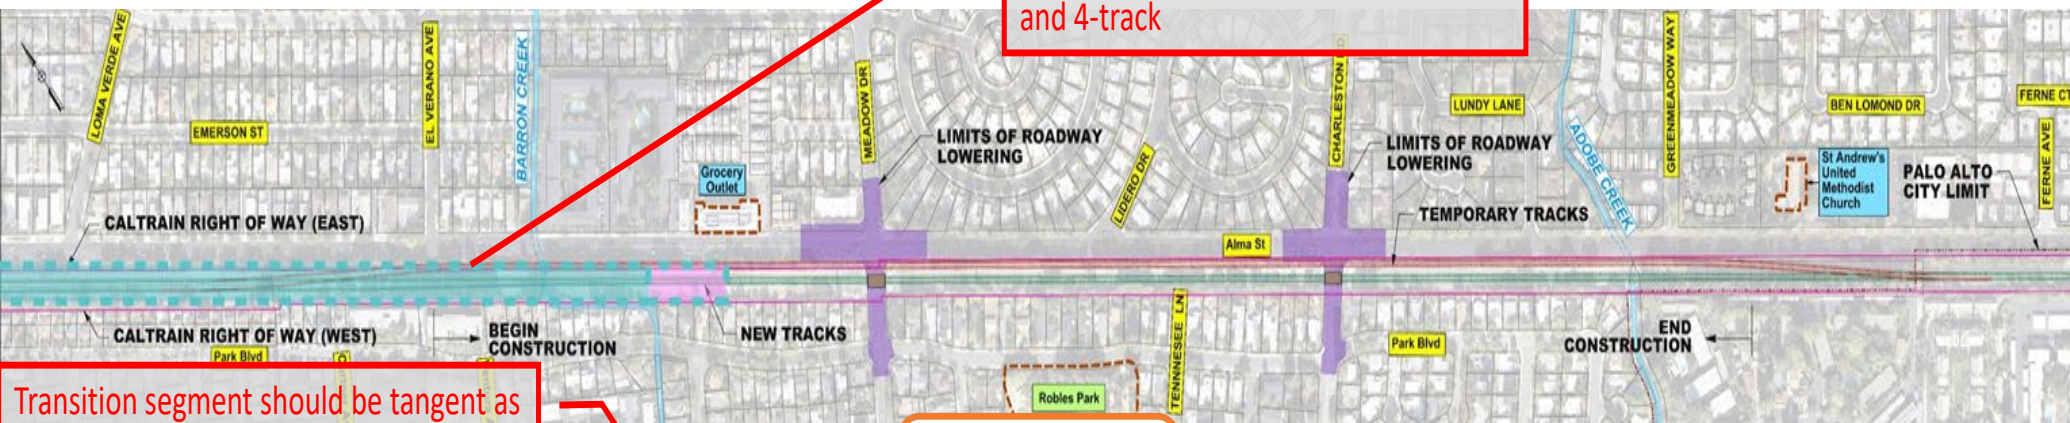 and 4-track
LOMA VERDE AVE
EMERSON ST
EL VERANO AVE
BARRON CREEK
Grocery
Outlet
MEADOW DR
LIMITS OF ROADWAY
LOWERING
LIDERO DR
CHARLESTON
LIMITS OF ROADWAY
LOWERING
LUNDY LANE
ADOBE CREEK
GREENMEADOW WAY
BEN LOMOND DR
FERNE CT
FERNE AVE
St Andrew's
United
Methodist
Church
PALO ALTO
CITY LIMIT
CALTRAIN RIGHT OF WAY (EAST)
Alma St
TEMPORARY TRACKS
CALTRAIN RIGHT OF WAY (WEST)
Park Blvd
BEGIN
CONSTRUCTION
NEW TRACKS
TENNNESEE LN
Park Blvd
END
CONSTRUCTION
Robles Park
Transition segment should be tangent as